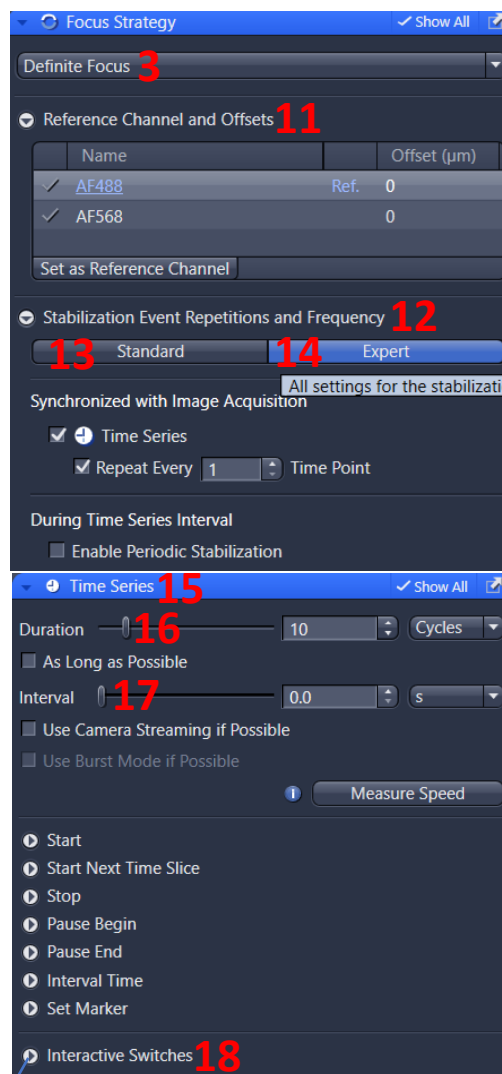 Focus Strategy ✓ Show All
Definite Focus 3
Reference Channel and Offsets 11
Name Offset (µm)
AF488 Ref. 0
AF568 0
Set as Reference Channel
Stabilization Event Repetitions and Frequency 12
13 Standard 14 Expert
All settings for the stabilizati
Synchronized with Image Acquisition
Time Series
Repeat Every 1 Time Point
During Time Series Interval
Enable Periodic Stabilization
Time Series 15 ✓ Show All
Duration 16 10 Cycles
As Long as Possible
Interval 17 0.0 s
Use Camera Streaming if Possible
Use Burst Mode if Possible
Measure Speed
Start
Start Next Time Slice
Stop
Pause Begin
Pause End
Interval Time
Set Marker
Interactive Switches 18